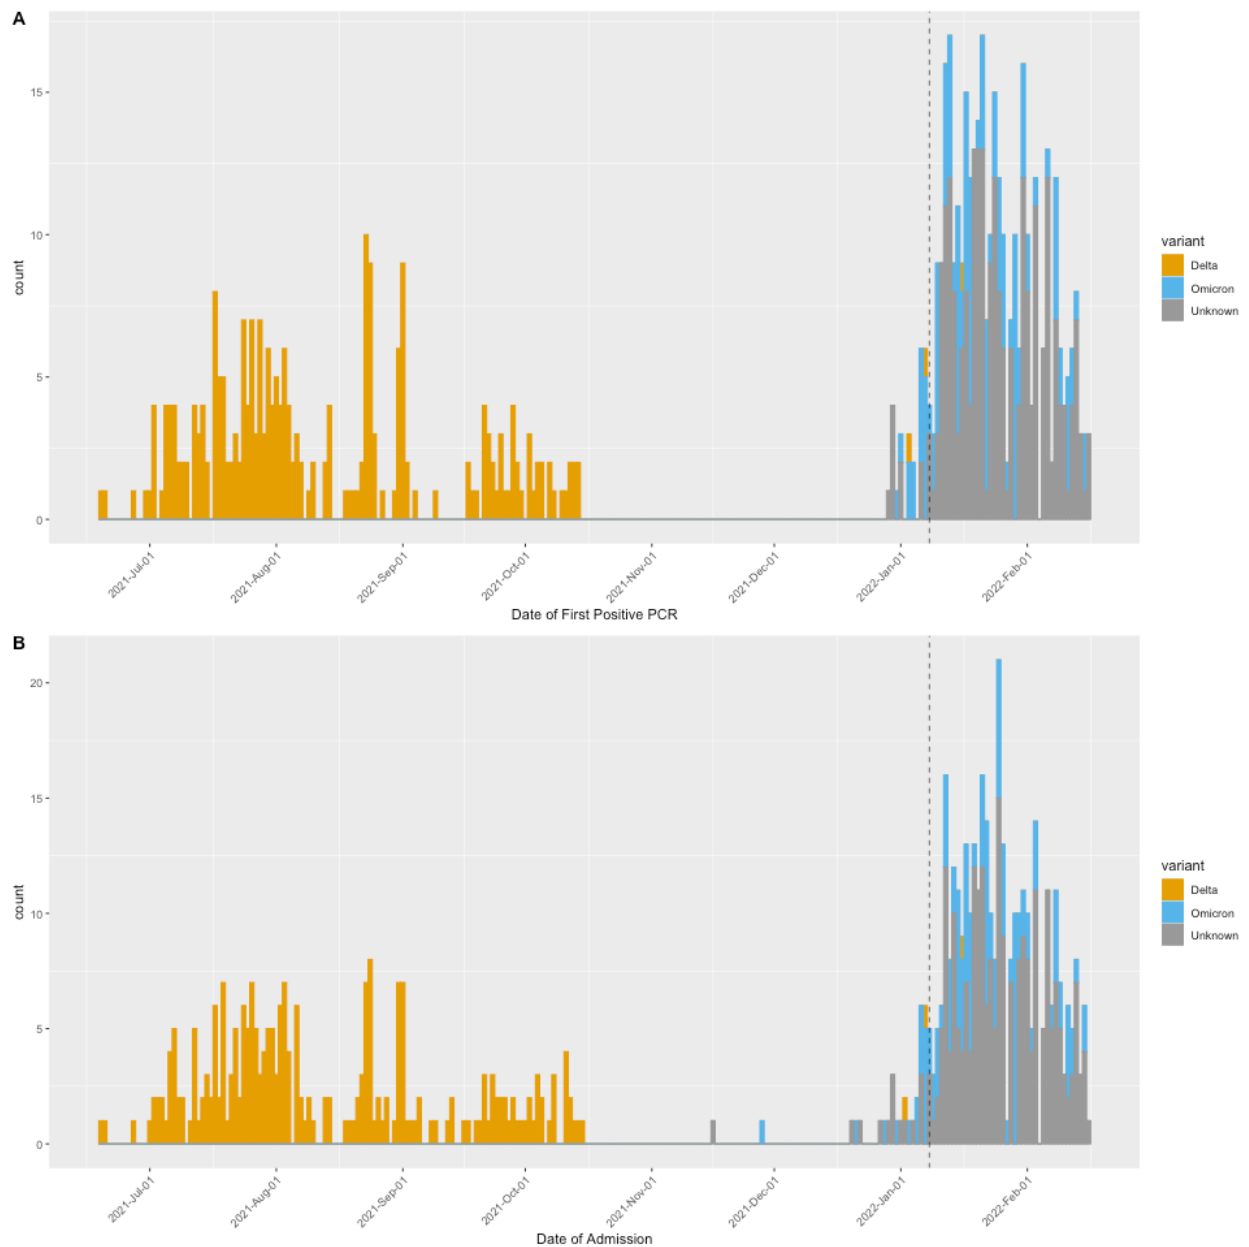 A
15
10
5
0
count
2021-Jul-01
2021-Aug-01
2021-Sep-01
2021-Oct-01
2021-Nov-01
2021-Dec-01
2022-Jan-01
2022-Feb-01
Date of First Positive PCR
variant
Delta
Omicron
Unknown
B
20
15
10
5
0
count
2021-Jul-01
2021-Aug-01
2021-Sep-01
2021-Oct-01
2021-Nov-01
2021-Dec-01
2022-Jan-01
2022-Feb-01
Date of Admission
variant
Delta
Omicron
Unknown